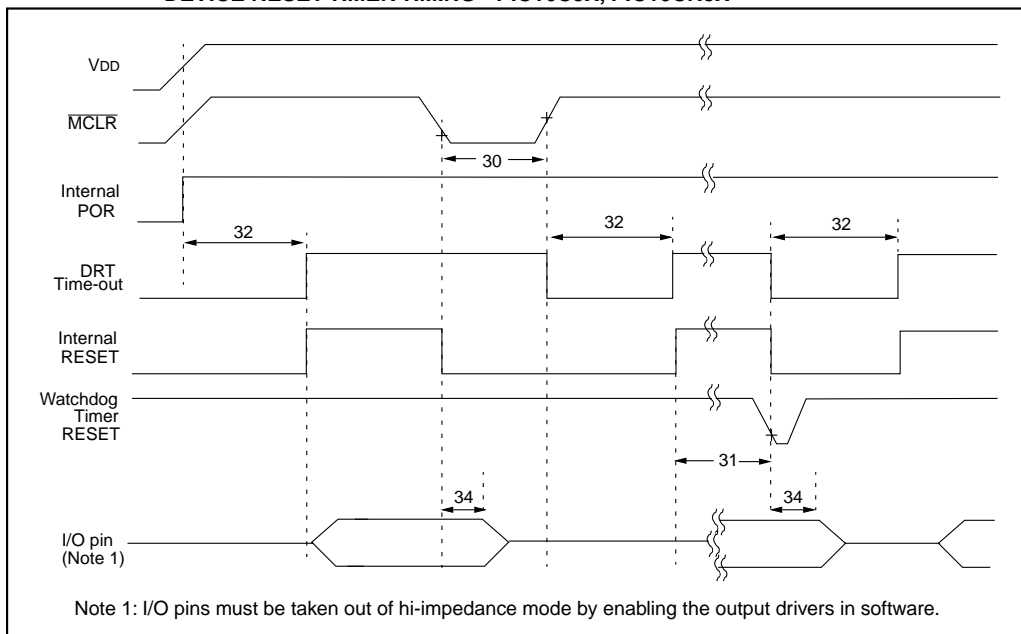 VDD
MCLR
30
Internal
POR
32
32
32
DRT
Time-out
Internal
RESET
Watchdog
Timer
RESET
31
34
34
I/O pin
(Note 1)
Note 1: I/O pins must be taken out of hi-impedance mode by enabling the output drivers in software.